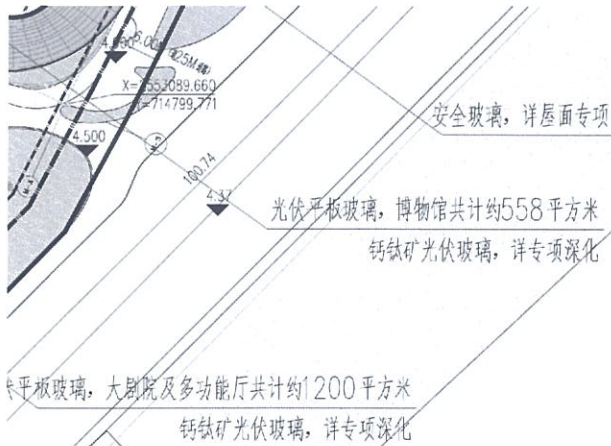 4.000
X=2553089.660
Y=714799.771
4.500
安全玻璃，详屋面专项
100.74
4.37
光伏平板玻璃，博物馆共计约558平方米
钙钛矿光伏玻璃，详专项深化
平板玻璃，大剧院及多功能厅共计约1200平方米
钙钛矿光伏玻璃，详专项深化